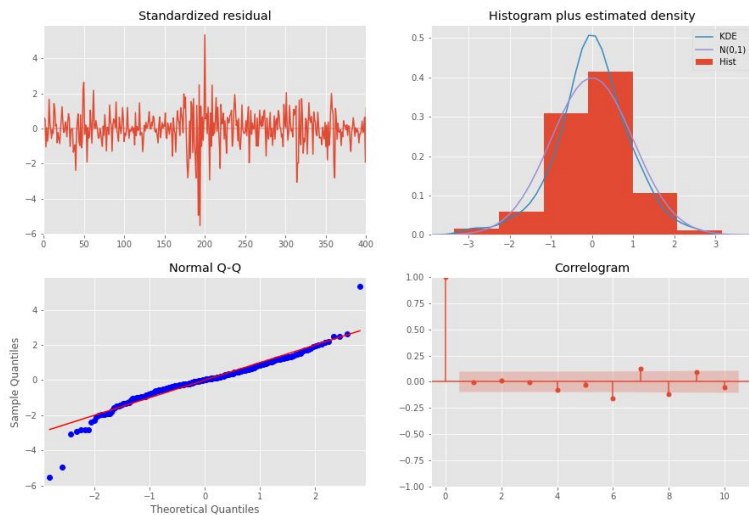 Standardized residual
4
2
0
−2
−4
−6
0 50 100 150 200 250 300 350 400
Histogram plus estimated density
KDE
N(0,1)
Hist
0.5
0.4
0.3
0.2
0.1
0.0
−3 −2 −1 0 1 2 3
Normal Q-Q
Sample Quantiles
4
2
0
−2
−4
−6
−2 −1 0 1 2
Theoretical Quantiles
Correlogram
1.00
0.75
0.50
0.25
0.00
−0.25
−0.50
−0.75
−1.00
0 2 4 6 8 10